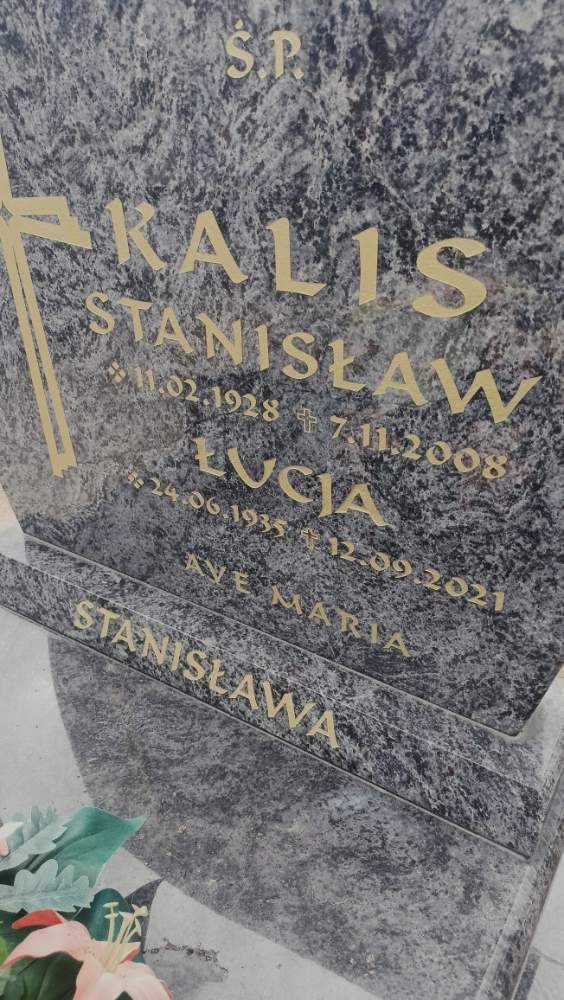 Ś.P.
KALIS
STANISŁAW
11.02.1928 7.11.2008
ŁUCJA
24.06.1935 12.09.2021
AVE MARIA
STANISŁAWA